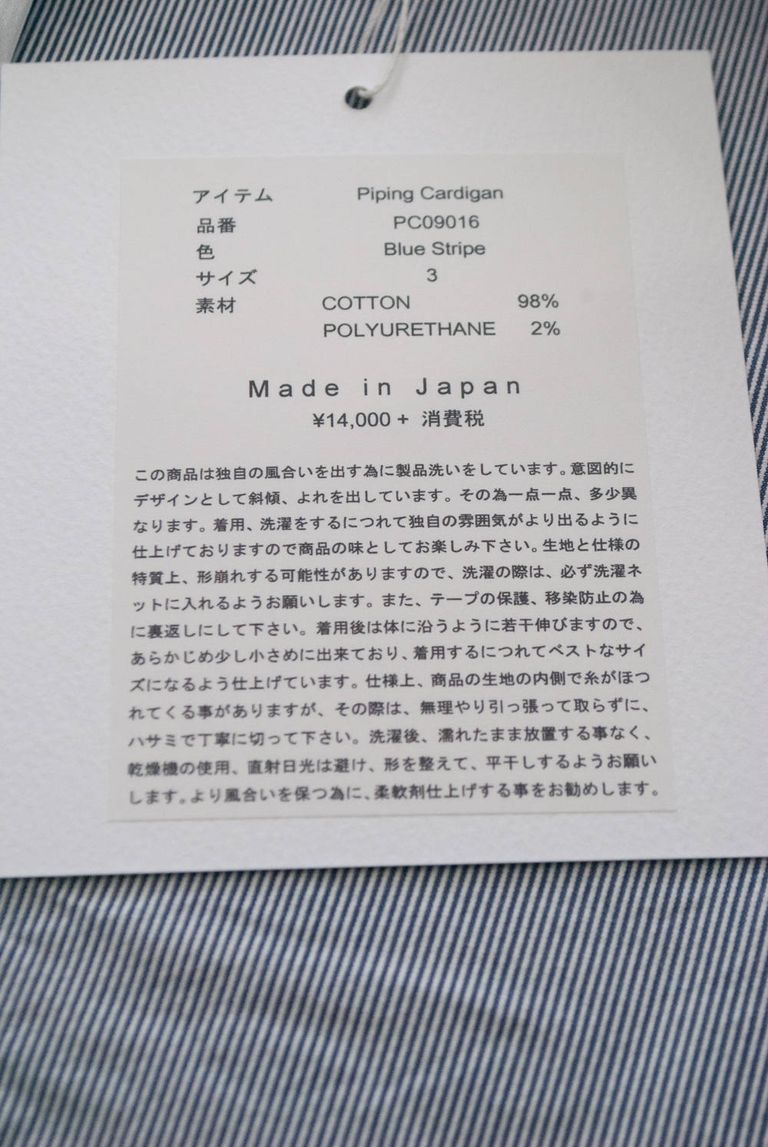 アイテム Piping Cardigan
品番 PC09016
色 Blue Stripe
サイズ 3
素材 COTTON 98%
POLYURETHANE 2%
Made in Japan
¥14,000 + 消費税
この商品は独自の風合いを出す為に製品洗いをしています。意図的に
デザインとして斜傾、よれを出しています。その為一点一点、多少異
なります。着用、洗濯をするにつれて独自の雰囲気がより出るように
仕上げておりますので商品の味としてお楽しみ下さい。生地と仕様の
特質上、形崩れする可能性がありますので、洗濯の際は、必ず洗濯ネ
ットに入れるようお願いします。また、テープの保護、移染防止の為
に裏返しにして下さい。着用後は体に沿うように若干伸びますので、
あらかじめ少し小さめに出来ており、着用するにつれてベストなサイ
ズになるよう仕上げています。仕様上、商品の生地の内側で糸がほつ
れてくる事がありますが、その際は、無理やり引っ張って取らずに、
ハサミで丁寧に切って下さい。洗濯後、濡れたまま放置する事なく、
乾燥機の使用、直射日光は避け、形を整えて、平干しするようお願い
します。より風合いを保つ為に、柔軟剤仕上げする事をお勧めします。